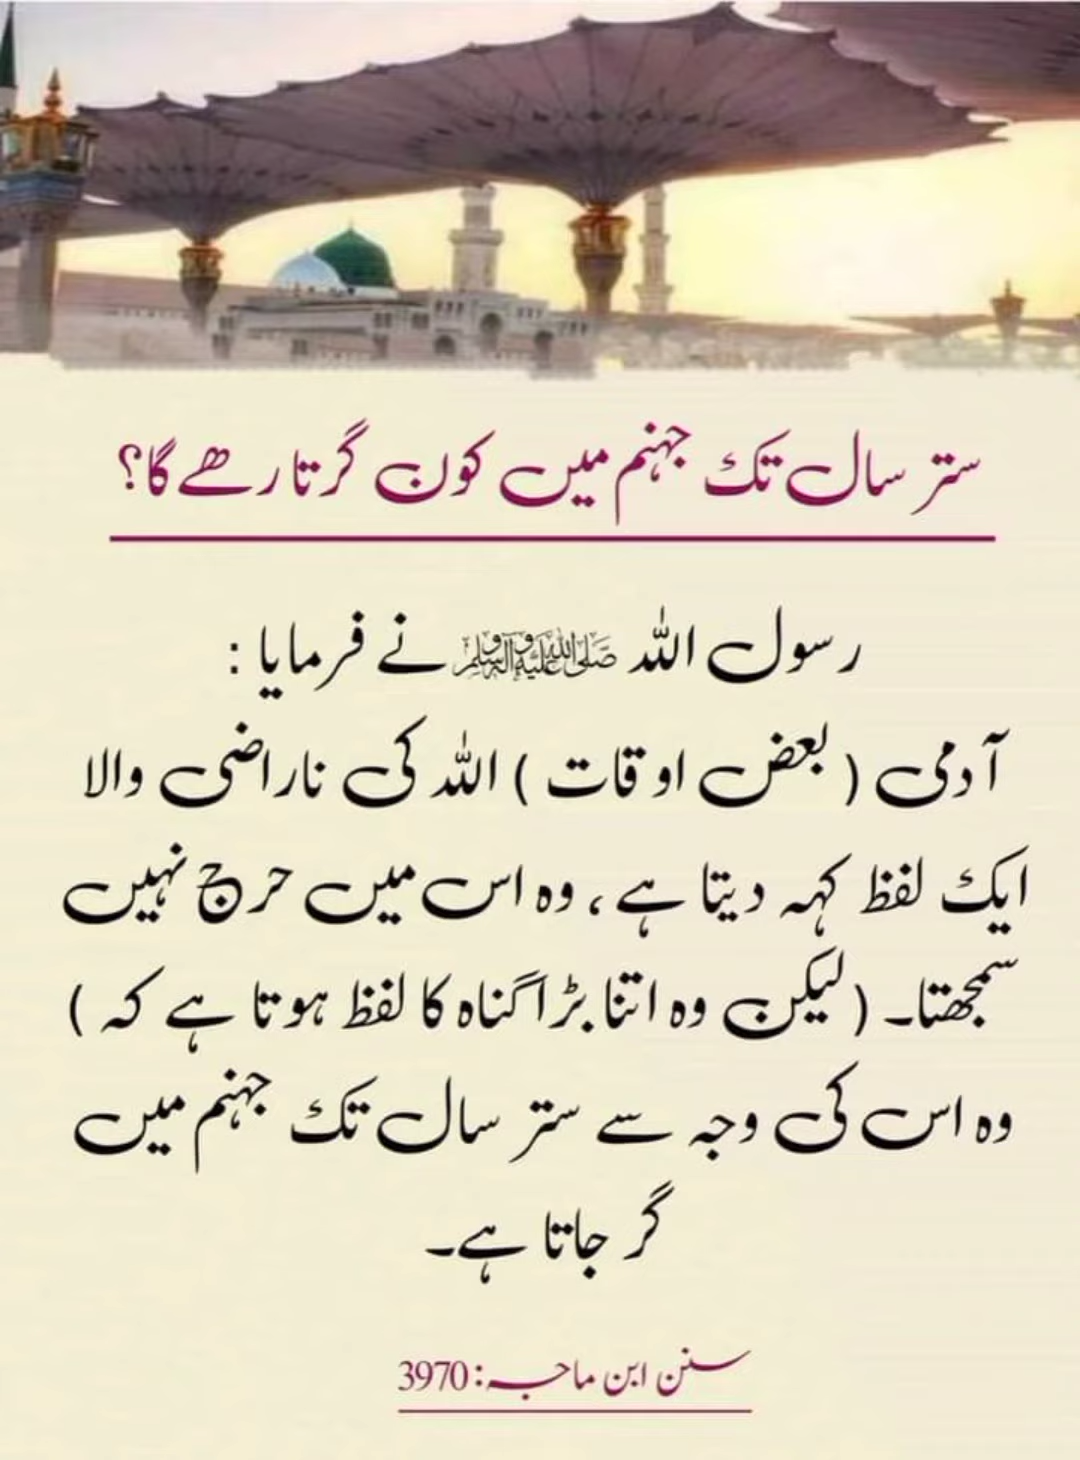 ستر سال تک جہنم میں کون گرتا رھے گا؟
رسول اللہ ﷺ نے فرمایا :
آدمی ( بعض اوقات ) اللہ کی ناراضی والا
ایک لفظ کہہ دیتا ہے، وہ اس میں حرج نہیں
سمجھتا۔ ( لیکن وہ اتنا بڑا گناہ کا لفظ ہوتا ہے کہ )
وہ اس کی وجہ سے ستر سال تک جہنم میں
گر جاتا ہے۔
سنن ابن ماجہ: 3970